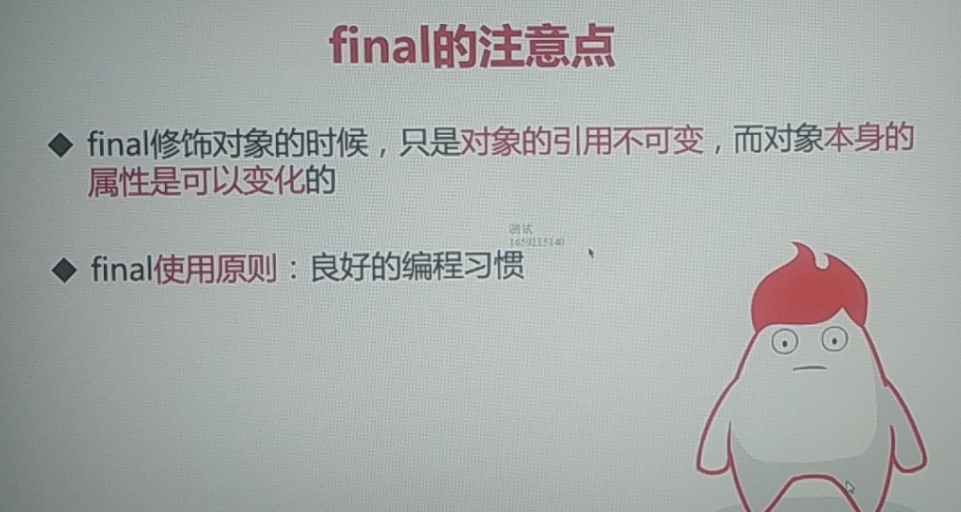 final的注意点
◆ final修饰对象的时候，只是对象的引用不可变，而对象本身的
属性是可以变化的
测试
1659215140
◆ final使用原则：良好的编程习惯